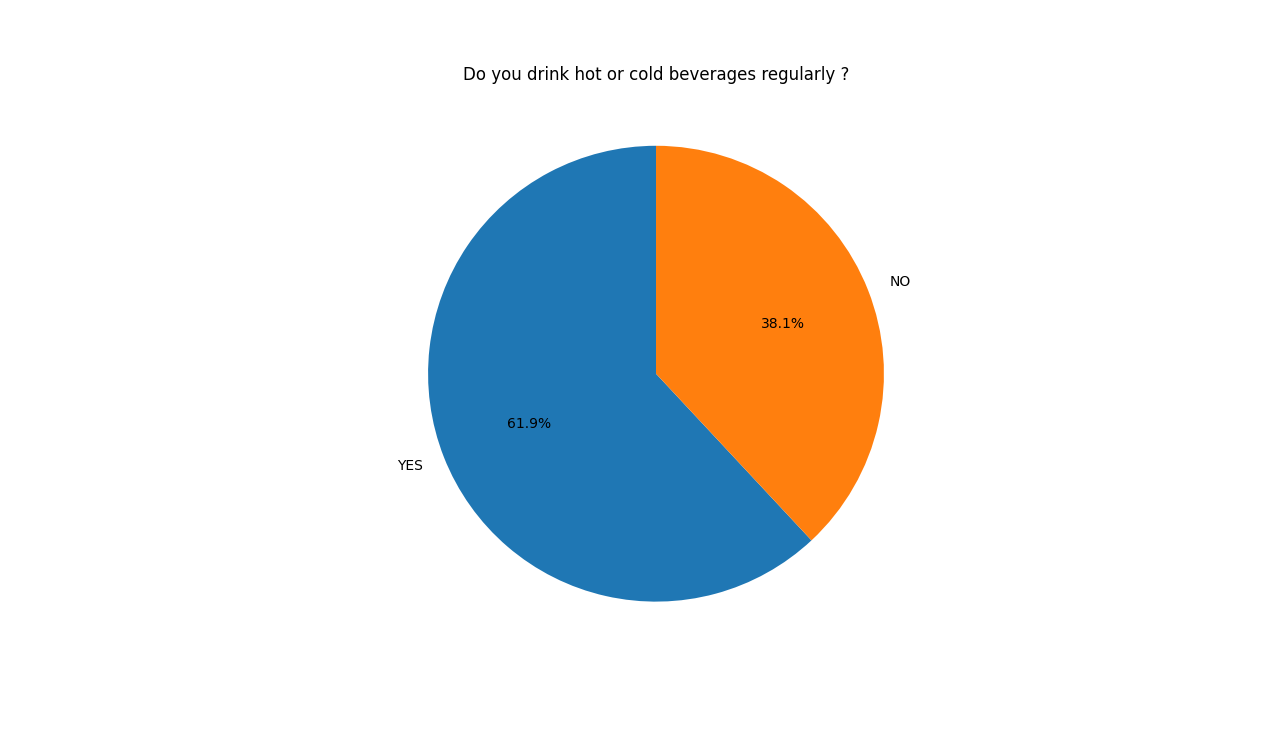 Do you drink hot or cold beverages regularly ?
NO
38.1%
61.9%
YES